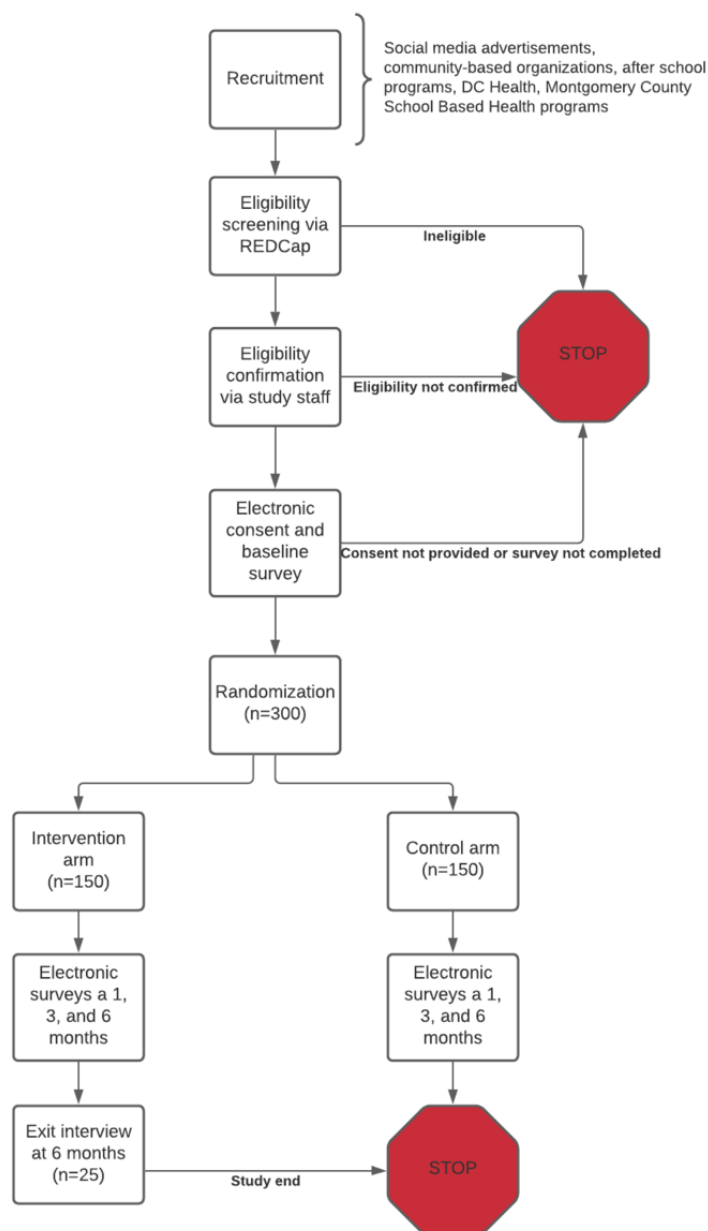 Recruitment
Social media advertisements,
community-based organizations, after school
programs, DC Health, Montgomery County
School Based Health programs
Eligibility
screening via
REDCap
Ineligible
STOP
Eligibility
confirmation
via study staff
Eligibility not confirmed
Electronic
consent and
baseline
survey
Consent not provided or survey not completed
Randomization
(n=300)
Intervention
arm
(n=150)
Control arm
(n=150)
Electronic
surveys a 1,
3, and 6
months
Electronic
surveys a 1,
3, and 6
months
Exit interview
at 6 months
(n=25)
Study end
STOP